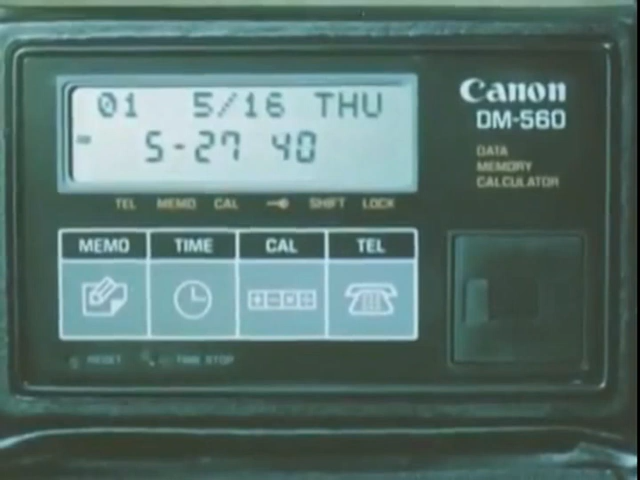 01 5/16 THU
5-27 40
Canon
DM-560
DATA
MEMORY
CALCULATOR
TEL MEMO CAL SHIFT LOCK
MEMO TIME CAL TEL
RESET TIME STOP